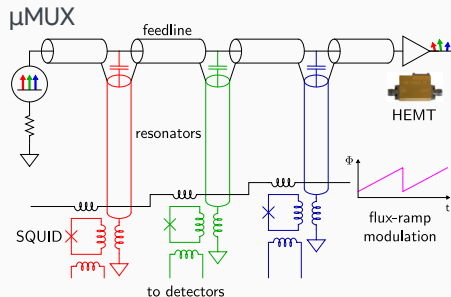 μMUX
feedline
HEMT
resonators
Φ
t
flux-ramp
modulation
SQUID
to detectors